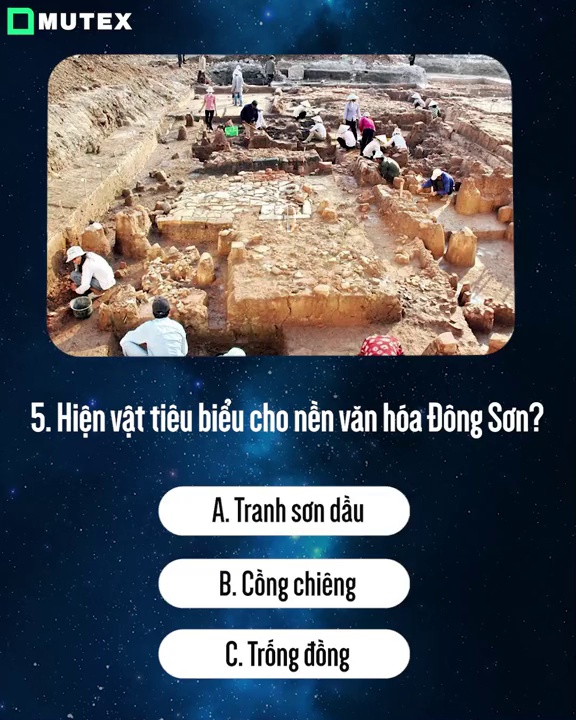 MUTEX
5. Hiện vật tiêu biểu cho nền văn hóa Đông Sơn?
A. Tranh sơn dầu
B. Cồng chiêng
C. Trống đồng